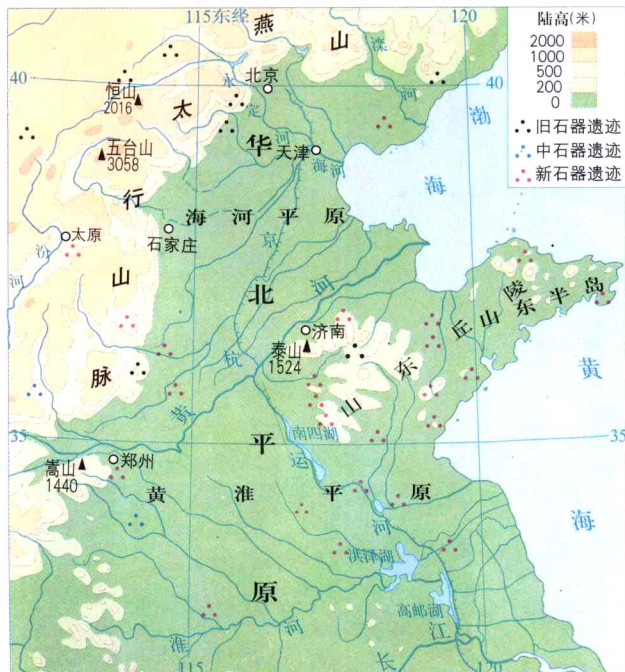 115东经
120
燕
山
滦
河
陆高(米)
2000
1000
500
200
0
旧石器遗迹
中石器遗迹
新石器遗迹
40
40
恒山
2016
太
永
定
河
北京
渤
海
五台山
3058
华
天津
海河
行
海河平原
太原
石家庄
京
汾
河
山
北
河
陵
丘山东半岛
济南
泰山
1524
杭
脉
黄
山东
黄
海
35
35
南四湖
平
运
嵩山
1440
郑州
黄淮平原
河
洪泽湖
原
高邮湖
淮
河
江
长
115
120